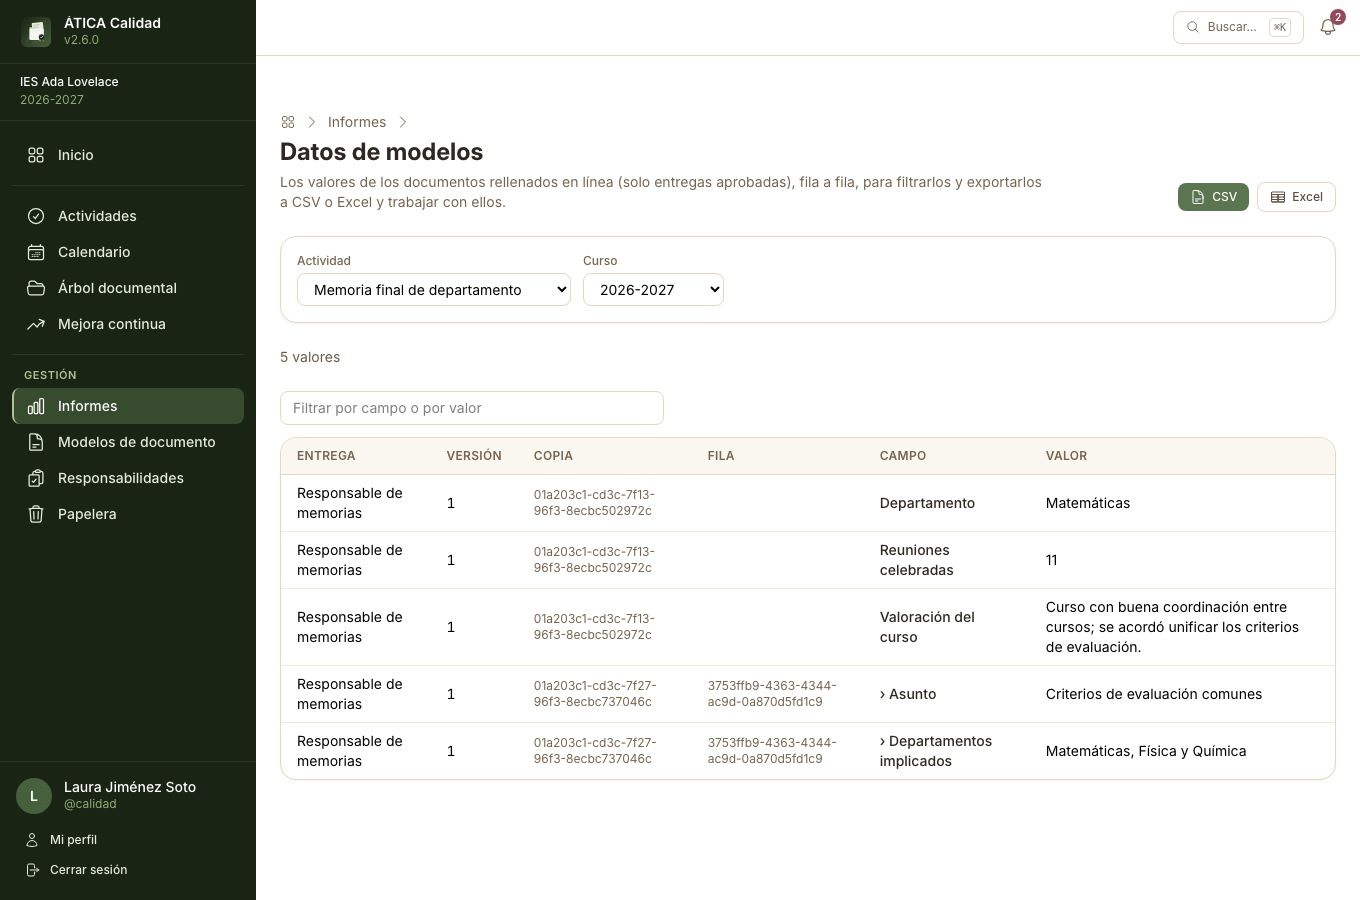 ÁTICA Calidad
v2.6.0
IES Ada Lovelace
2026-2027
Inicio
Actividades
Calendario
Árbol documental
Mejora continua
GESTIÓN
Informes
Modelos de documento
Responsabilidades
Papelera
L
Laura Jiménez Soto
@calidad
Mi perfil
Cerrar sesión
Buscar... ⌘K
2
Informes
Datos de modelos
Los valores de los documentos rellenados en línea (solo entregas aprobadas), fila a fila, para filtrarlos y exportarlos
a CSV o Excel y trabajar con ellos.
CSV
Excel
Actividad
Curso
Memoria final de departamento
2026-2027
5 valores
Filtrar por campo o por valor
ENTREGA VERSIÓN COPIA FILA CAMPO VALOR
Responsable de
memorias
1
01a203c1-cd3c-7f13-
96f3-8ecbc502972c
Departamento
Matemáticas
Responsable de
memorias
1
01a203c1-cd3c-7f13-
96f3-8ecbc502972c
Reuniones
celebradas
11
Responsable de
memorias
1
01a203c1-cd3c-7f13-
96f3-8ecbc502972c
Valoración del
curso
Curso con buena coordinación entre
cursos; se acordó unificar los criterios
de evaluación.
Responsable de
memorias
1
01a203c1-cd3c-7f27-
96f3-8ecbc737046c
3753ffb9-4363-4344-
ac9d-0a870d5fd1c9
› Asunto
Criterios de evaluación comunes
Responsable de
memorias
1
01a203c1-cd3c-7f27-
96f3-8ecbc737046c
3753ffb9-4363-4344-
ac9d-0a870d5fd1c9
› Departamentos
implicados
Matemáticas, Física y Química